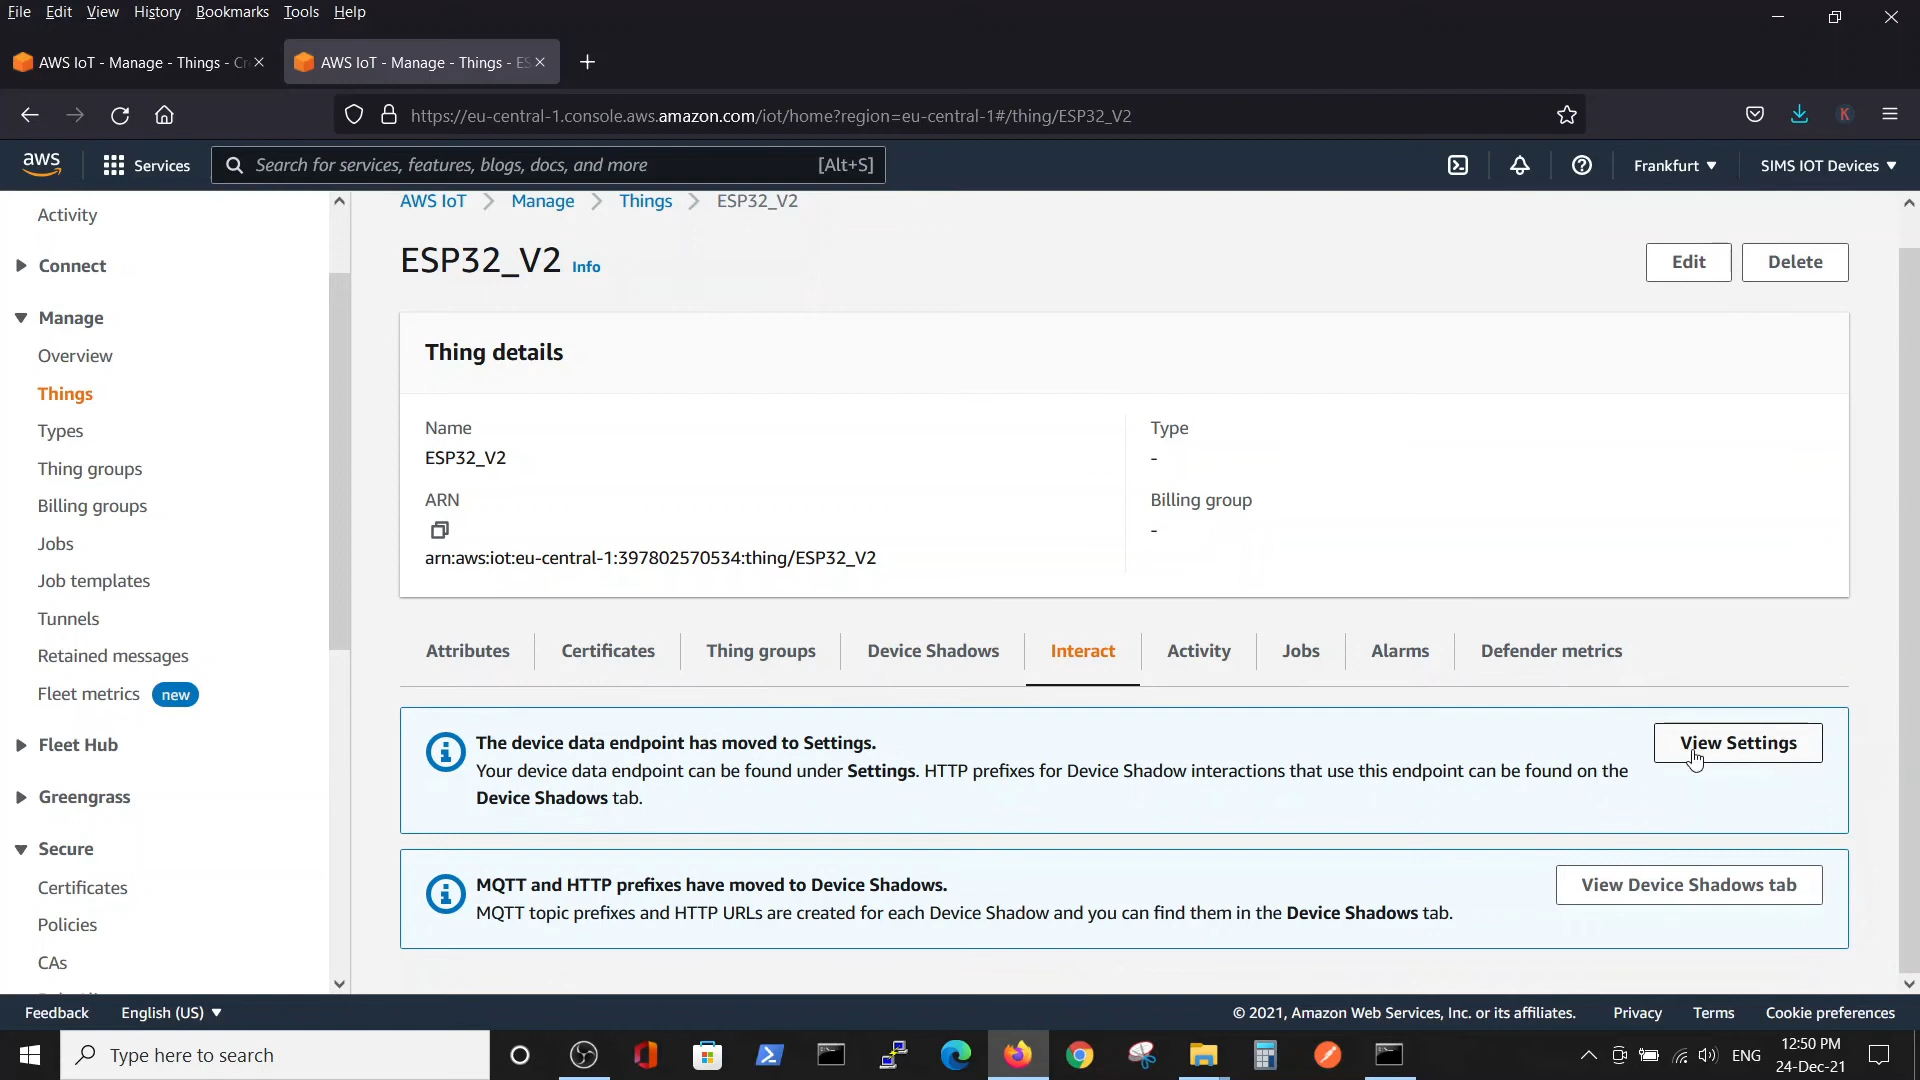 File Edit View History Bookmarks Tools Help
AWS IoT - Manage - Things - Cr
AWS IoT - Manage - Things - ES
https://eu-central-1.console.aws.amazon.com/iot/home?region=eu-central-1#/thing/ESP32_V2
K
aws Services Search for services, features, blogs, docs, and more [Alt+S] Frankfurt SIMS IOT Devices
Activity
Connect
Manage
Overview
Things
Types
Thing groups
Billing groups
Jobs
Job templates
Tunnels
Retained messages
Fleet metrics new
Fleet Hub
Greengrass
Secure
Certificates
Policies
CAs
AWS IoT Manage Things ESP32_V2
ESP32_V2 Info
Edit Delete
Thing details
Name
ESP32_V2
ARN
arn:aws:iot:eu-central-1:397802570534:thing/ESP32_V2
Type
-
Billing group
-
Attributes Certificates Thing groups Device Shadows Interact Activity Jobs Alarms Defender metrics
The device data endpoint has moved to Settings.
Your device data endpoint can be found under Settings. HTTP prefixes for Device Shadow interactions that use this endpoint can be found on the
Device Shadows tab.
View Settings
MQTT and HTTP prefixes have moved to Device Shadows.
MQTT topic prefixes and HTTP URLs are created for each Device Shadow and you can find them in the Device Shadows tab.
View Device Shadows tab
Feedback English (US) © 2021, Amazon Web Services, Inc. or its affiliates. Privacy Terms Cookie preferences
Type here to search
ENG
12:50 PM
24-Dec-21